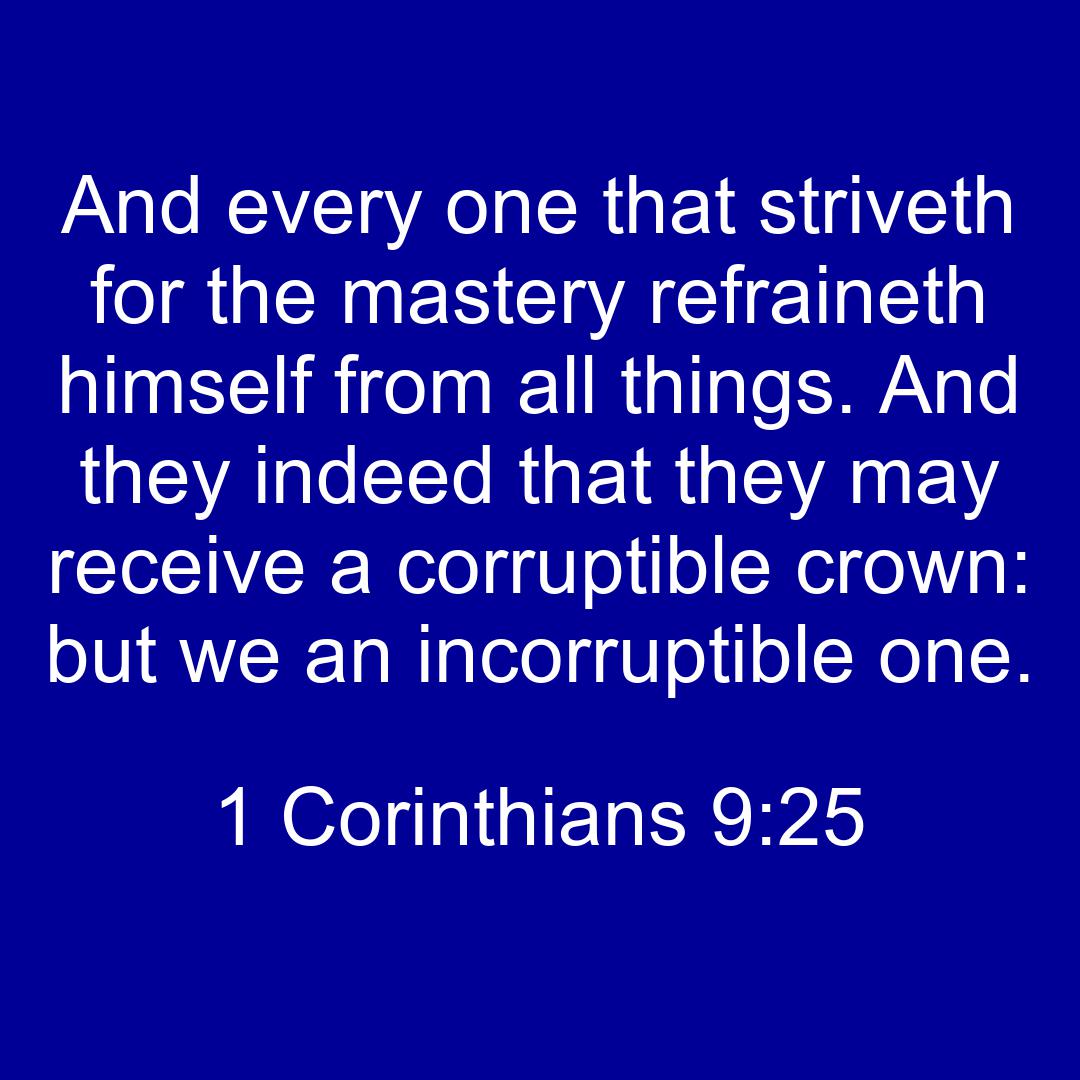 And every one that striveth
for the mastery refraineth
himself from all things. And
they indeed that they may
receive a corruptible crown:
but we an incorruptible one.
1 Corinthians 9:25